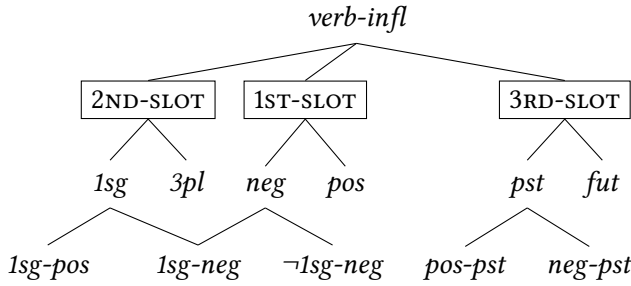 verb-infl
2ND-SLOT 1ST-SLOT 3RD-SLOT
1sg 3pl neg pos pst fut
1sg-pos 1sg-neg ¬1sg-neg pos-pst neg-pst